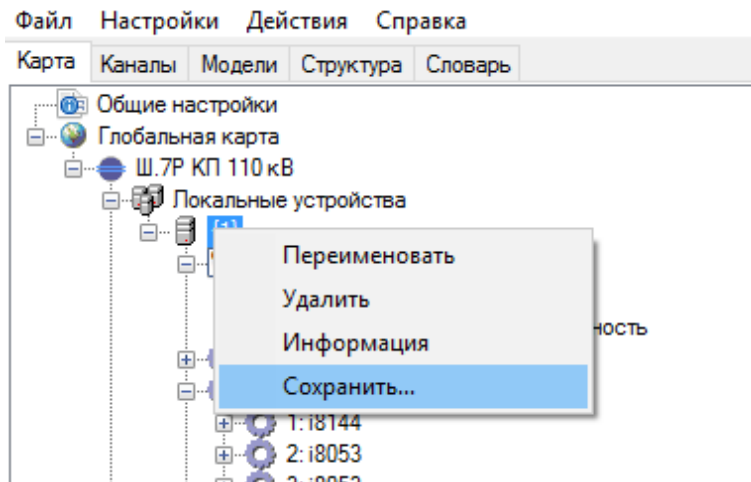 Файл Настройки Действия Справка
Карта Каналы Модели Структура Словарь
Общие настройки
Глобальная карта
Ш.7Р КП 110 кВ
Локальные устройства
Переименовать
Удалить
Информация
Сохранить...
1: i8144
2: i8053